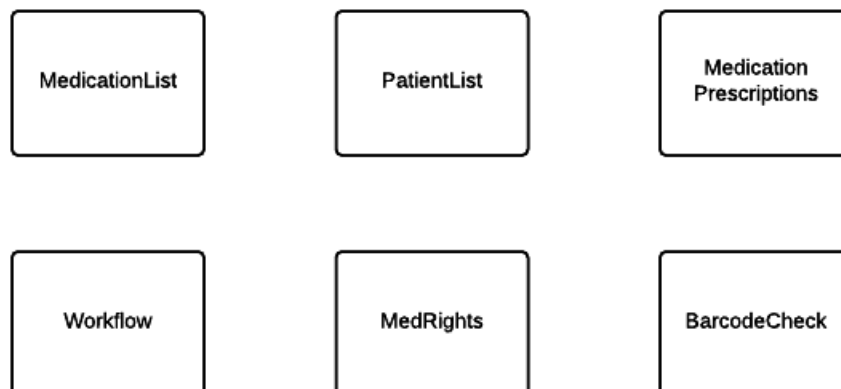 MedicationList
PatientList
Medication
Prescriptions
Workflow
MedRights
BarcodeCheck